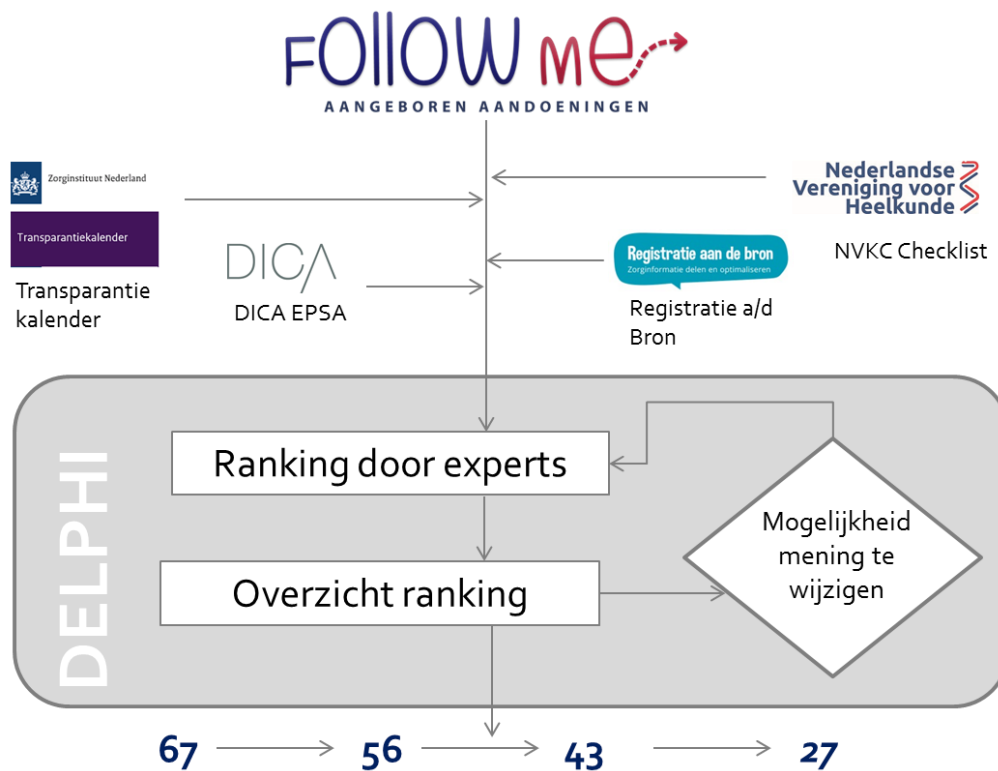 FOllOW me
AANGEBOREN AANDOENINGEN
Zorginstituut Nederland
Transparantiekalender
Transparantie
kalender
DICA
DICA EPSA
Registratie aan de bron
Zorginformatie delen en optimaliseren
Registratie a/d
Bron
Nederlandse
Vereniging voor
Heelkunde
NVKC Checklist
DELPHI
Ranking door experts
Overzicht ranking
Mogelijkheid
mening te
wijzigen
67 56 43 27